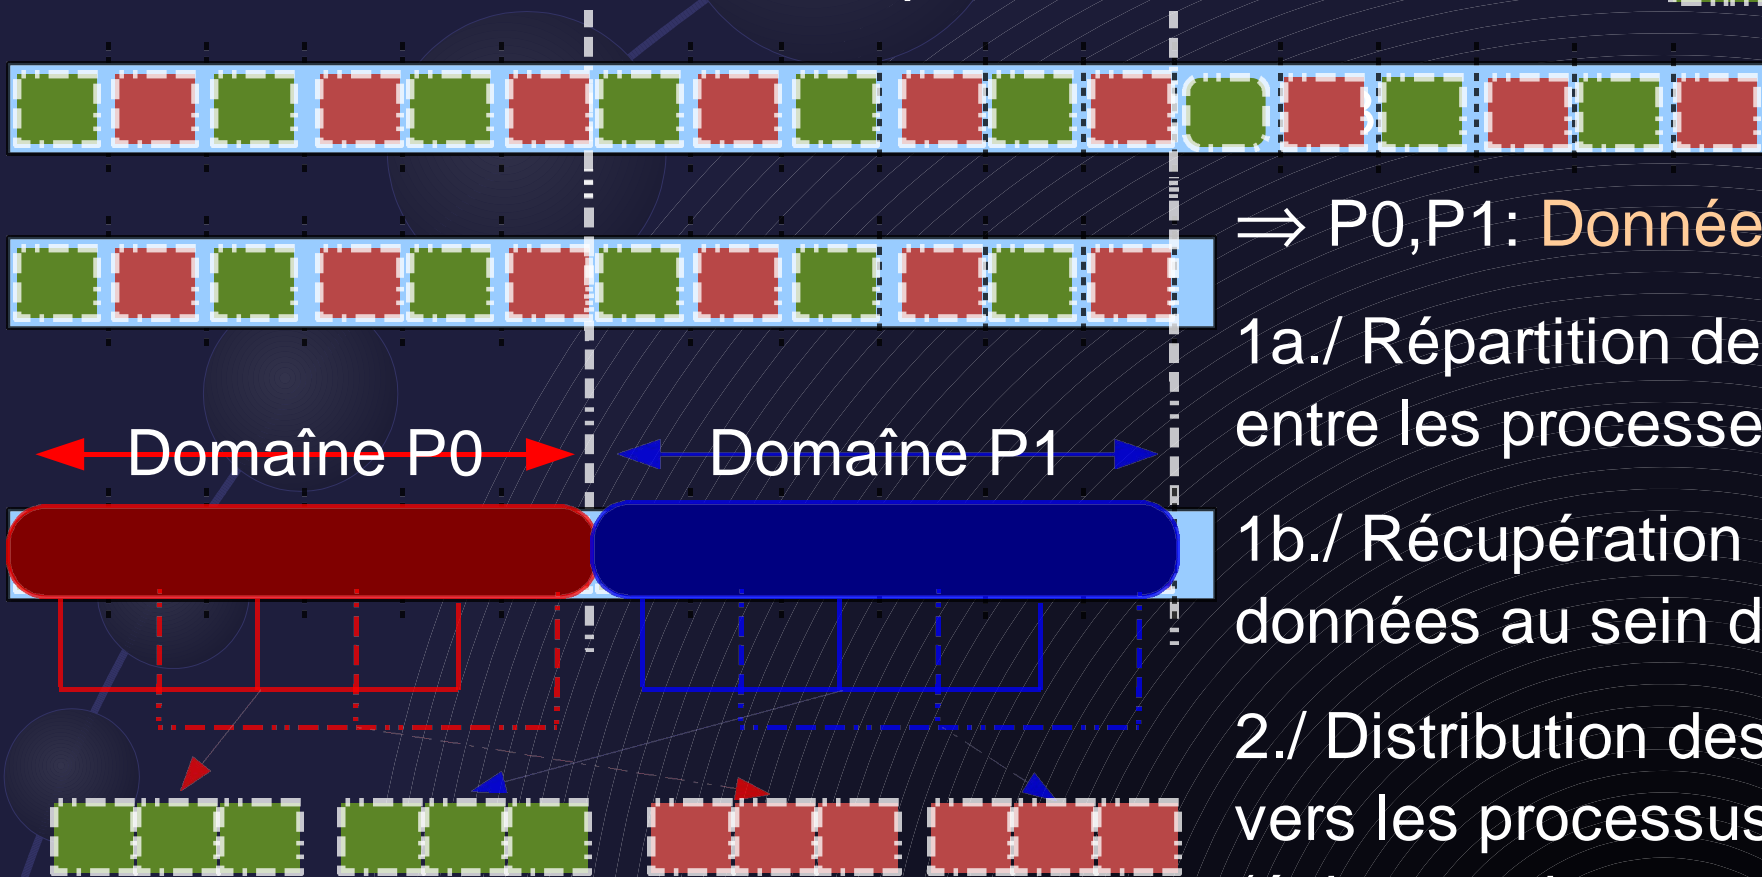 ⇒ P0,P1: Donnée
1a./ Répartition de
entre les processe
Domaîne P0
Domaîne P1
1b./ Récupération
données au sein d
2./ Distribution des
vers les processus